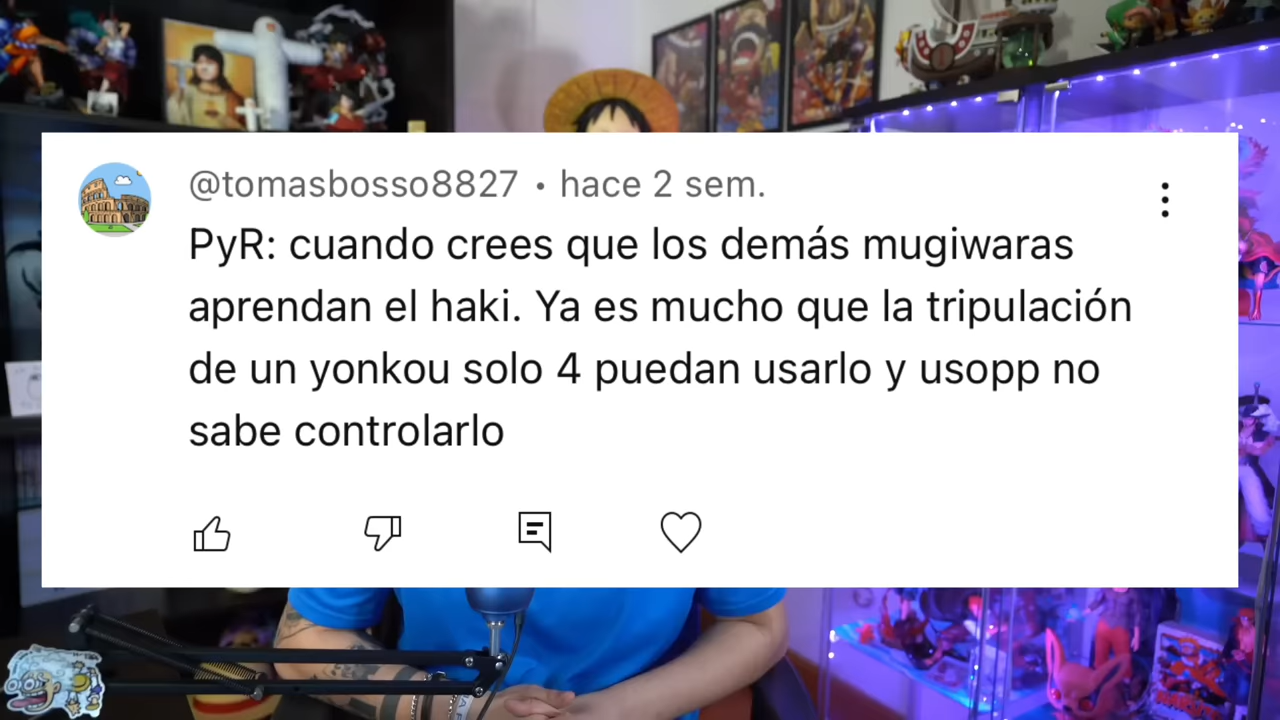 @tomasbosso8827 • hace 2 sem.
PyR: cuando crees que los demás mugiwaras
aprendan el haki. Ya es mucho que la tripulación
de un yonkou solo 4 puedan usarlo y usopp no
sabe controlarlo